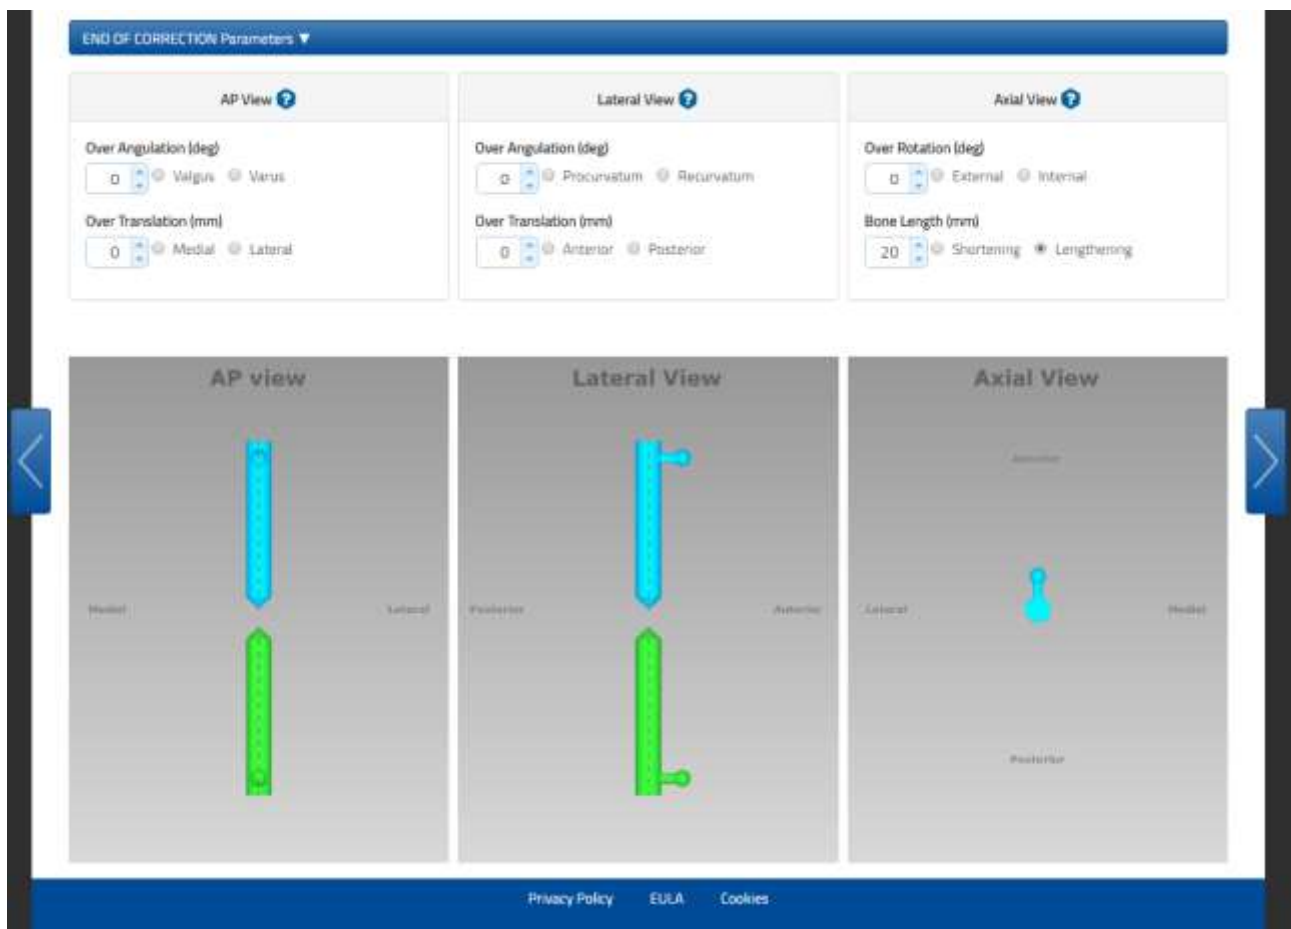 END OF CORRECTION Parameters ▼
AP View ?
Over Angulation (deg)
0 Valgus Varus
Over Translation (mm)
0 Medial Lateral
Lateral View ?
Over Angulation (deg)
0 Procurvatum Recurvatum
Over Translation (mm)
0 Anterior Posterior
Axial View ?
Over Rotation (deg)
0 External Internal
Bone Length (mm)
20 Shortening Lengthening
AP view
Medial Lateral
Lateral View
Posterior Anterior
Axial View
Anterior
Lateral Medial
Posterior
Privacy Policy EULA Cookies